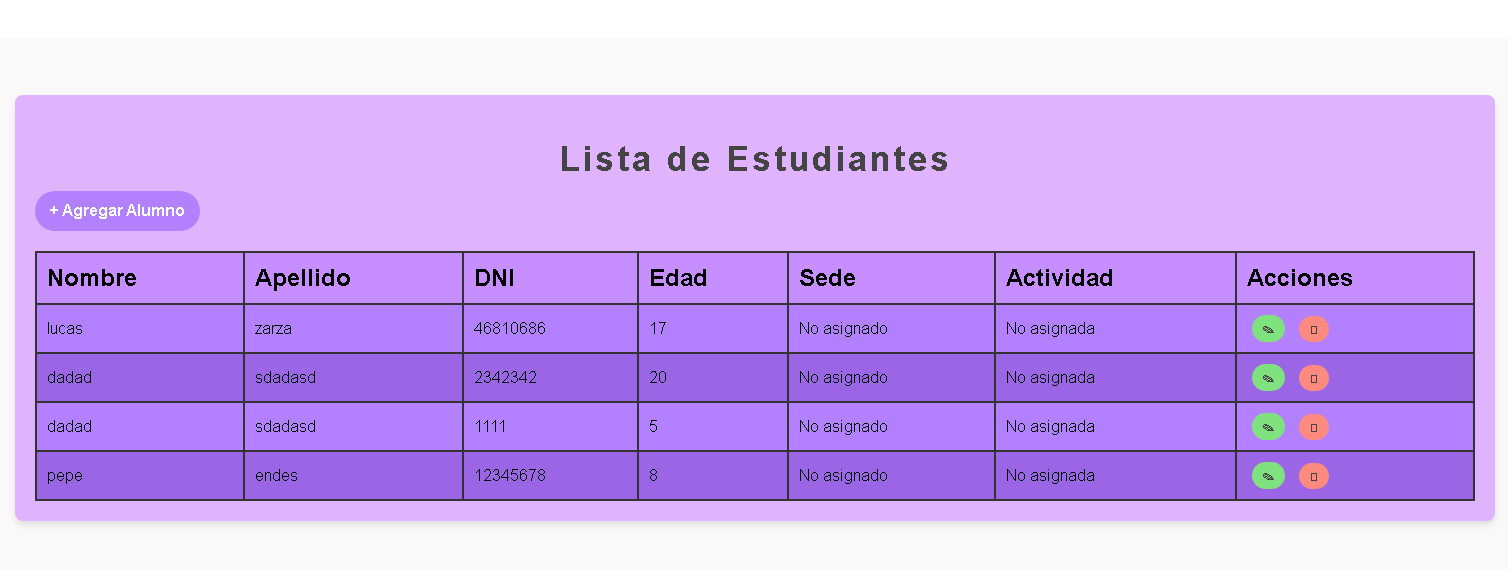 Lista de Estudiantes
+ Agregar Alumno
Nombre Apellido DNI Edad Sede Actividad Acciones
lucas zarza 46810686 17 No asignado No asignada ✎
dadad sdadasd 2342342 20 No asignado No asignada ✎
dadad sdadasd 1111 5 No asignado No asignada ✎
pepe endes 12345678 8 No asignado No asignada ✎